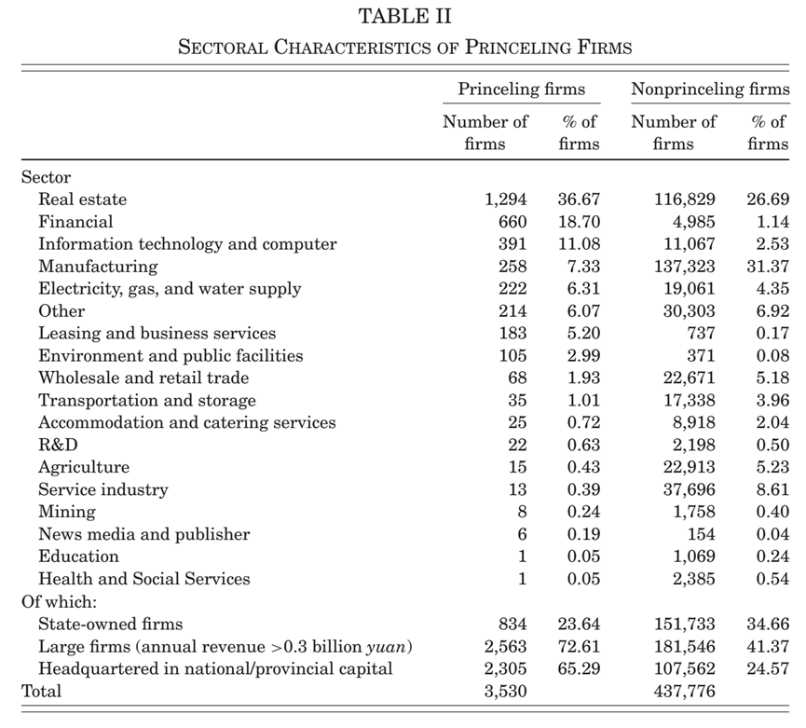 TABLE II
SECTORAL CHARACTERISTICS OF PRINCELING FIRMS
Princeling firms Nonprinceling firms
Number of % of Number of % of
firms firms firms firms
Sector
Real estate 1,294 36.67 116,829 26.69
Financial 660 18.70 4,985 1.14
Information technology and computer 391 11.08 11,067 2.53
Manufacturing 258 7.33 137,323 31.37
Electricity, gas, and water supply 222 6.31 19,061 4.35
Other 214 6.07 30,303 6.92
Leasing and business services 183 5.20 737 0.17
Environment and public facilities 105 2.99 371 0.08
Wholesale and retail trade 68 1.93 22,671 5.18
Transportation and storage 35 1.01 17,338 3.96
Accommodation and catering services 25 0.72 8,918 2.04
R&D 22 0.63 2,198 0.50
Agriculture 15 0.43 22,913 5.23
Service industry 13 0.39 37,696 8.61
Mining 8 0.24 1,758 0.40
News media and publisher 6 0.19 154 0.04
Education 1 0.05 1,069 0.24
Health and Social Services 1 0.05 2,385 0.54
Of which:
State-owned firms 834 23.64 151,733 34.66
Large firms (annual revenue >0.3 billion yuan) 2,563 72.61 181,546 41.37
Headquartered in national/provincial capital 2,305 65.29 107,562 24.57
Total 3,530 437,776